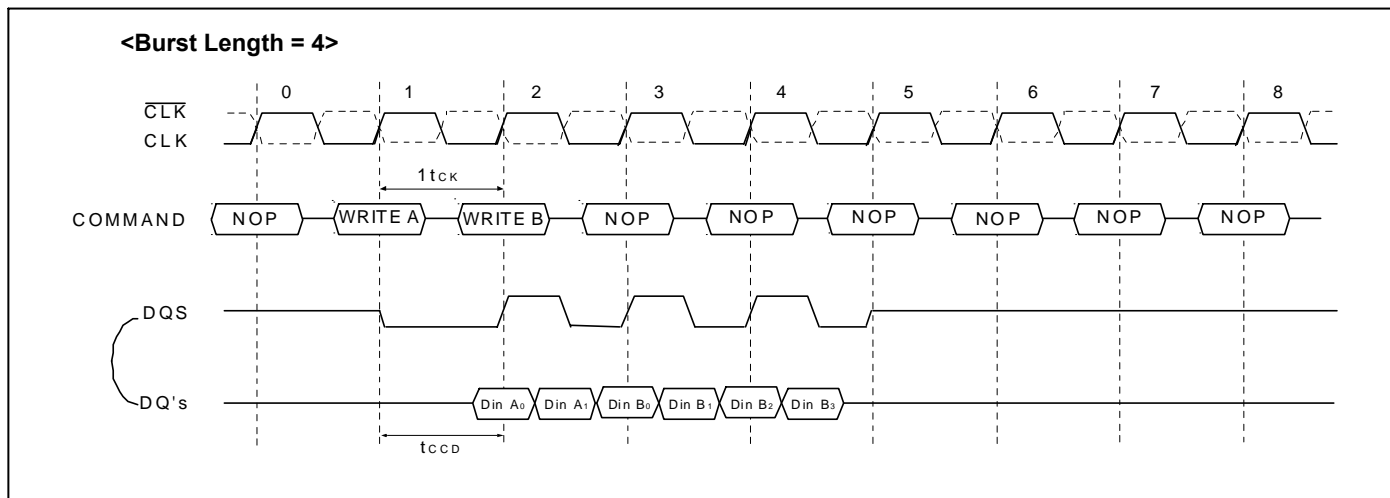 <Burst Length = 4>
0 1 2 3 4 5 6 7 8
CLK
CLK
1tCK
COMMAND NOP WRITE A WRITE B NOP NOP NOP NOP NOP NOP
DQS
DQ's Din A0 Din A1 Din B0 Din B1 Din B2 Din B3
tCCD